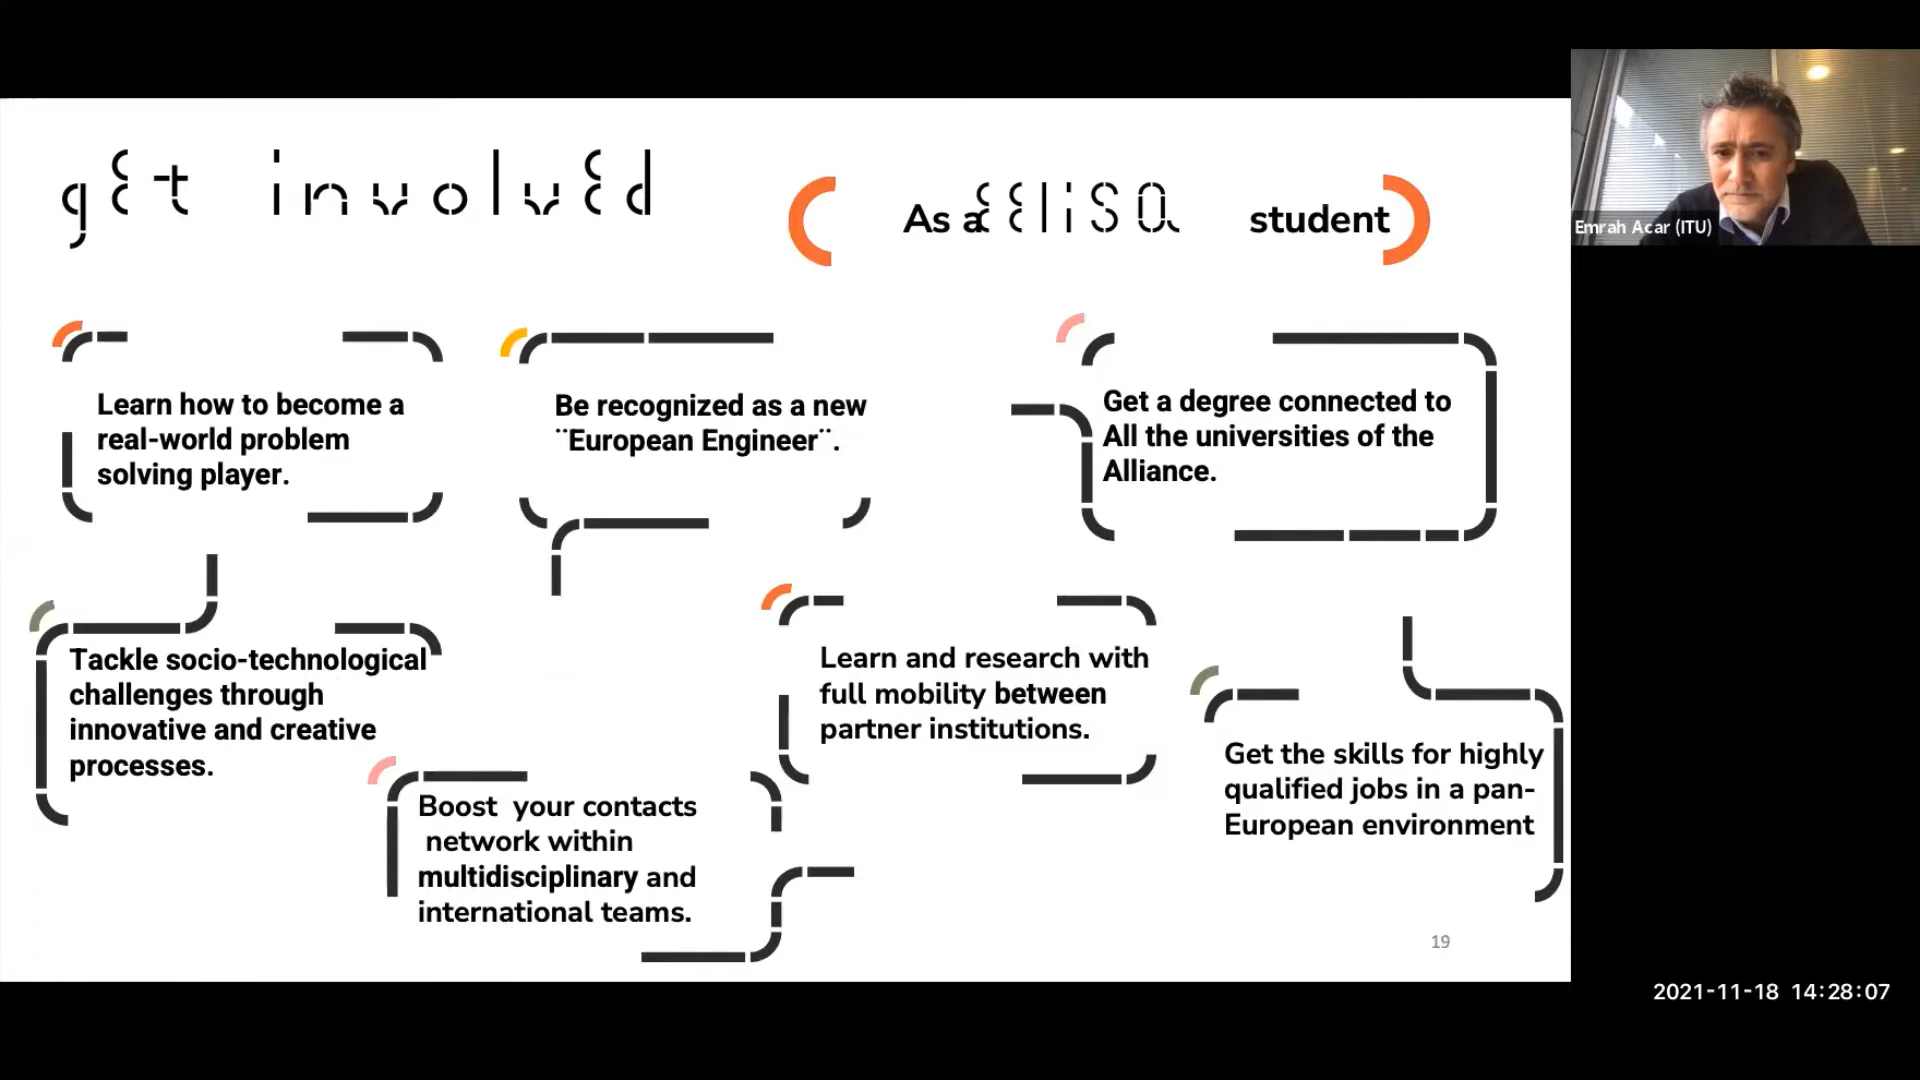 get involved
As a EELISA student
Emrah Acar (ITU)
Learn how to become a
real-world problem
solving player.
Be recognized as a new
¨European Engineer¨.
Get a degree connected to
All the universities of the
Alliance.
Tackle socio-technological
challenges through
innovative and creative
processes.
Boost your contacts
network within
multidisciplinary and
international teams.
Learn and research with
full mobility between
partner institutions.
Get the skills for highly
qualified jobs in a pan-
European environment
19
2021-11-18 14:28:07